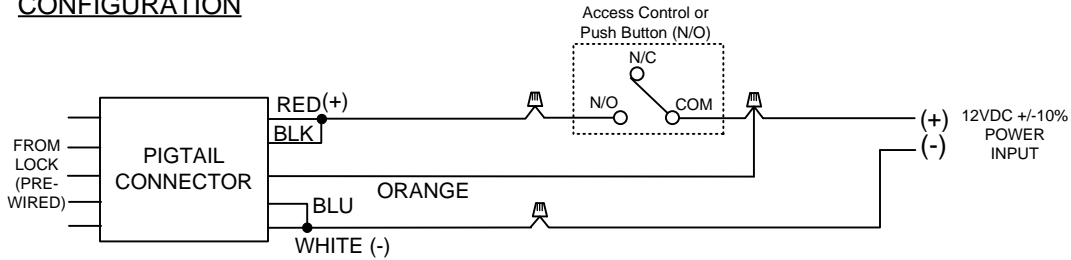 CONFIGURATION
Access Control or
Push Button (N/O)
N/C
N/O
COM
RED(+)
BLK
FROM
LOCK
(PRE-
WIRED)
PIGTAIL
CONNECTOR
ORANGE
BLU
WHITE (-)
(+)
(-)
12VDC +/-10%
POWER
INPUT